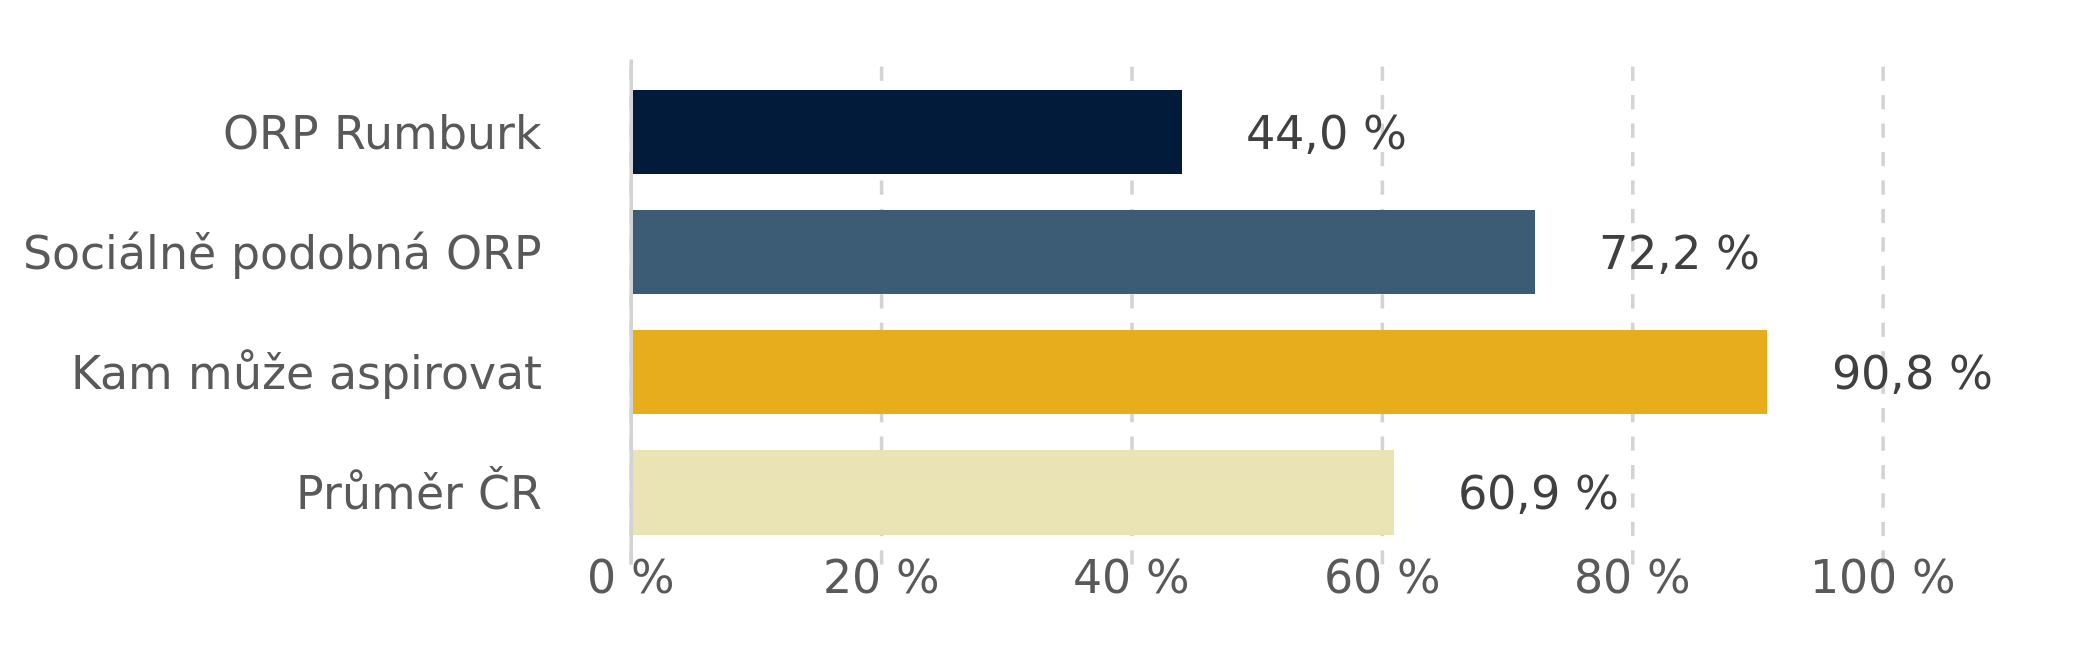 ORP Rumburk 44,0 %
Sociálně podobná ORP 72,2 %
Kam může aspirovat 90,8 %
Průměr ČR 60,9 %
0 % 20 % 40 % 60 % 80 % 100 %